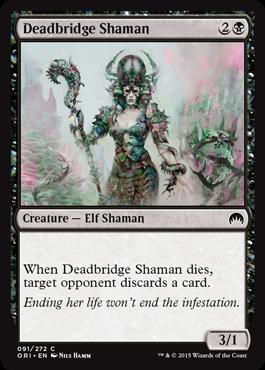 Deadbridge Shaman 2
Creature — Elf Shaman
When Deadbridge Shaman dies,
target opponent discards a card.
Ending her life won't end the infestation.
091/272 C
ORI • EN Nils Hamm
3/1
™ & © 2015 Wizards of the Coast